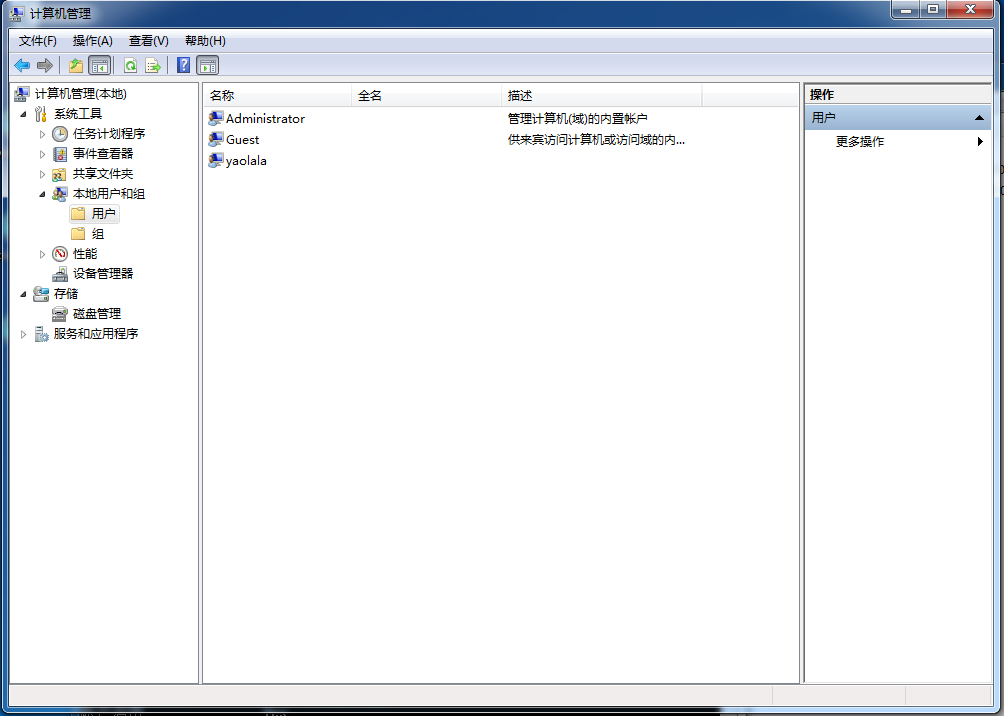 计算机管理
文件(F) 操作(A) 查看(V) 帮助(H)
计算机管理(本地)
系统工具
任务计划程序
事件查看器
共享文件夹
本地用户和组
用户
组
性能
设备管理器
存储
磁盘管理
服务和应用程序
名称 全名 描述
Administrator 管理计算机(域)的内置帐户
Guest 供来宾访问计算机或访问域的内...
yaolala
操作
用户
更多操作